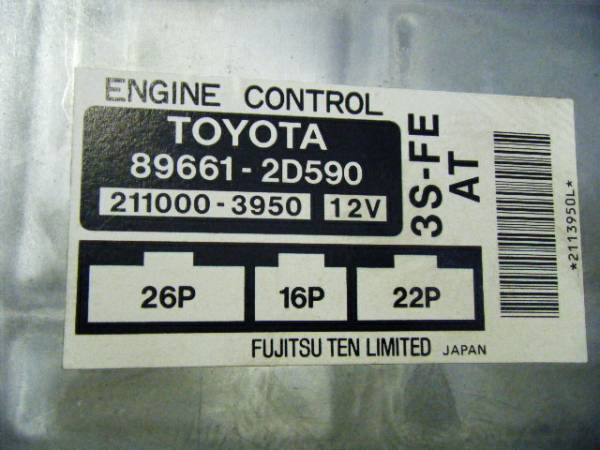 ENGINE CONTROL
TOYOTA
89661-2D590
211000-3950 12V
3S-FE
AT
26P 16P 22P
FUJITSU TEN LIMITED JAPAN
*2113950L*